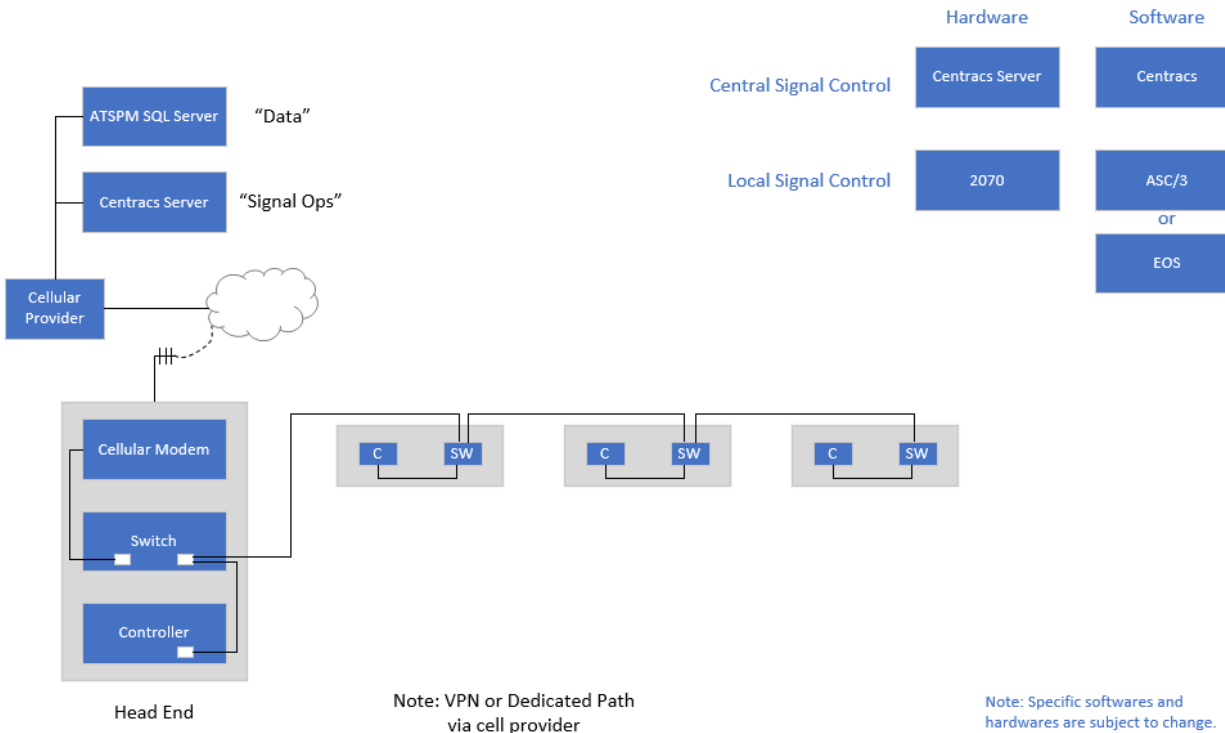 Hardware
Software
Central Signal Control
Centracs Server
Centracs
ATSPM SQL Server
“Data”
Local Signal Control
2070
ASC/3
or
EOS
Centracs Server
“Signal Ops”
Cellular
Provider
Cellular Modem
Switch
Controller
C
SW
C
SW
C
SW
Head End
Note: VPN or Dedicated Path
via cell provider
Note: Specific softwares and
hardwares are subject to change.